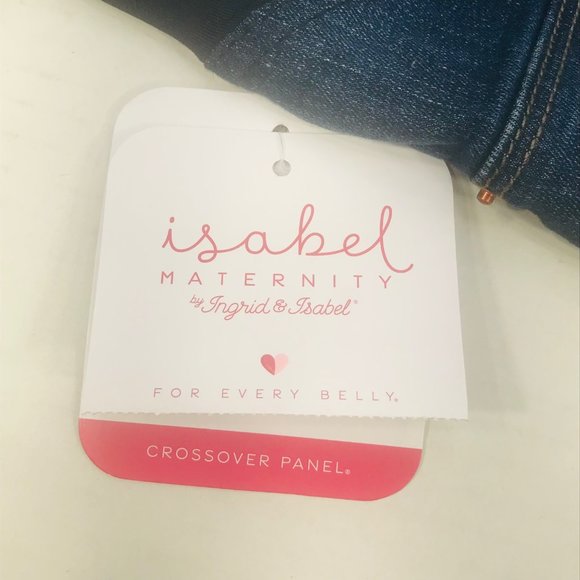 isabel
MATERNITY
by Ingrid & Isabel®
FOR EVERY BELLY®
CROSSOVER PANEL®